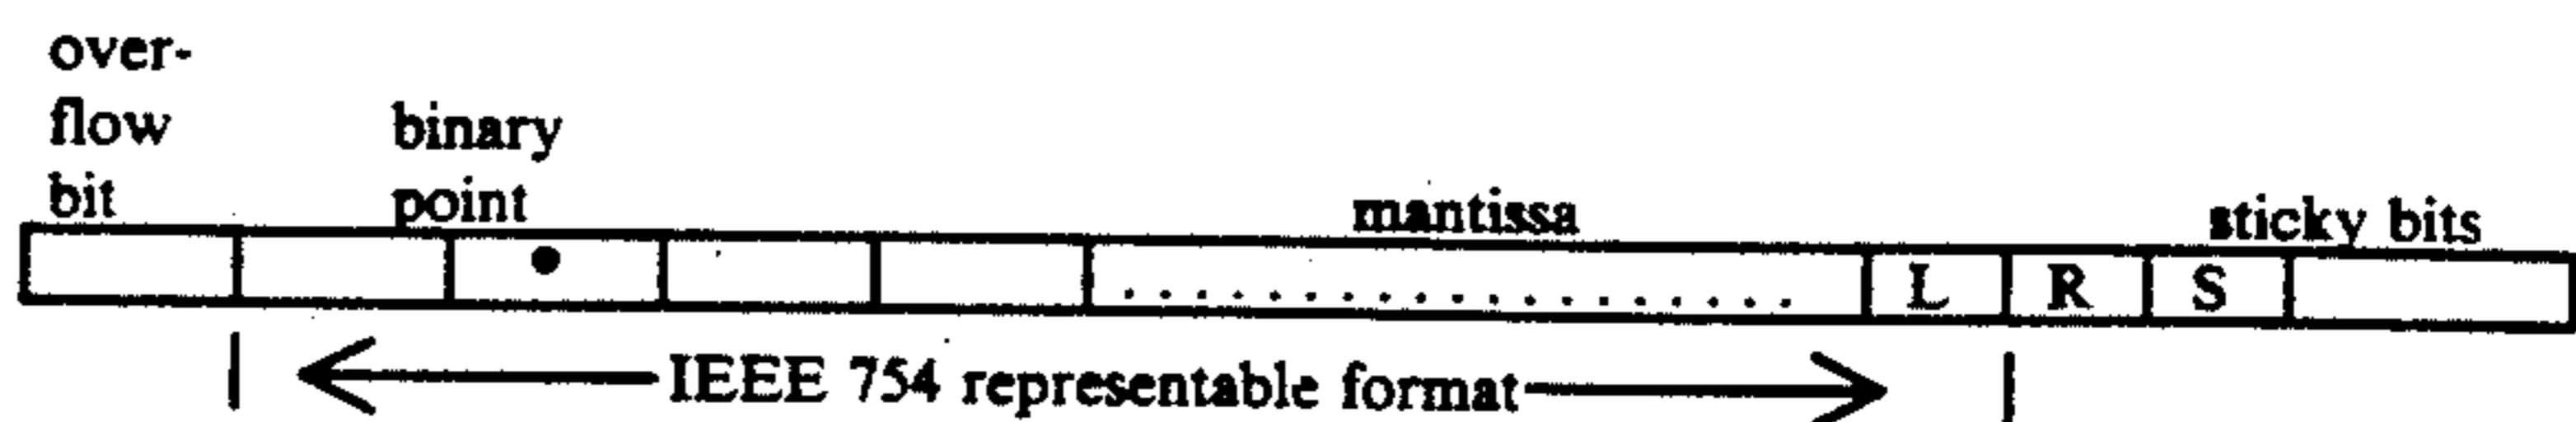 over-
flow
bit
binary
point
mantissa
sticky bits
• . . . . . . . . . . . . . . . . . . . L R S
IEEE 754 representable format